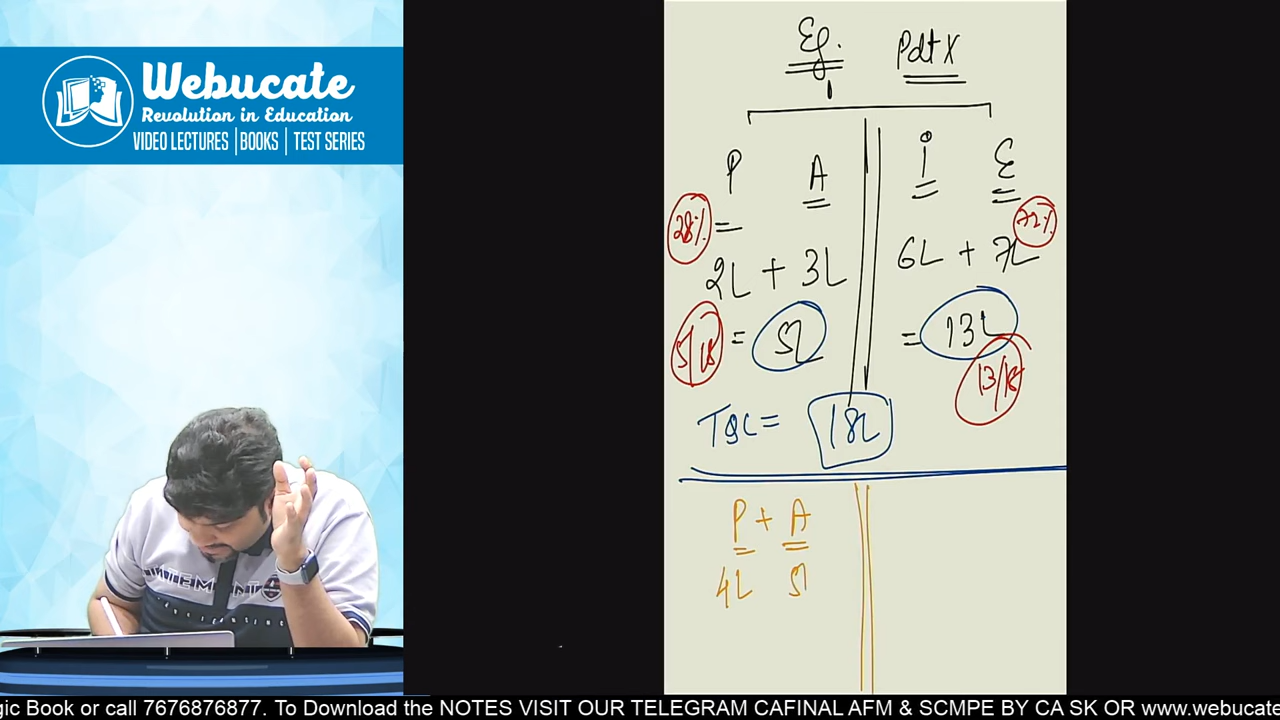 Webucate
Revolution in Education
VIDEO LECTURES | BOOKS | TEST SERIES
Eg. Pdt X
P A i E
28% = 72%
2L + 3L 6L + 7L
5/18 = 5L = 13L
13/18
TQC = 18L
P + A
4L 5l
gic Book or call 7676876877. To Download the NOTES VISIT OUR TELEGRAM CAFINAL AFM & SCMPE BY CA SK OR www.webucate